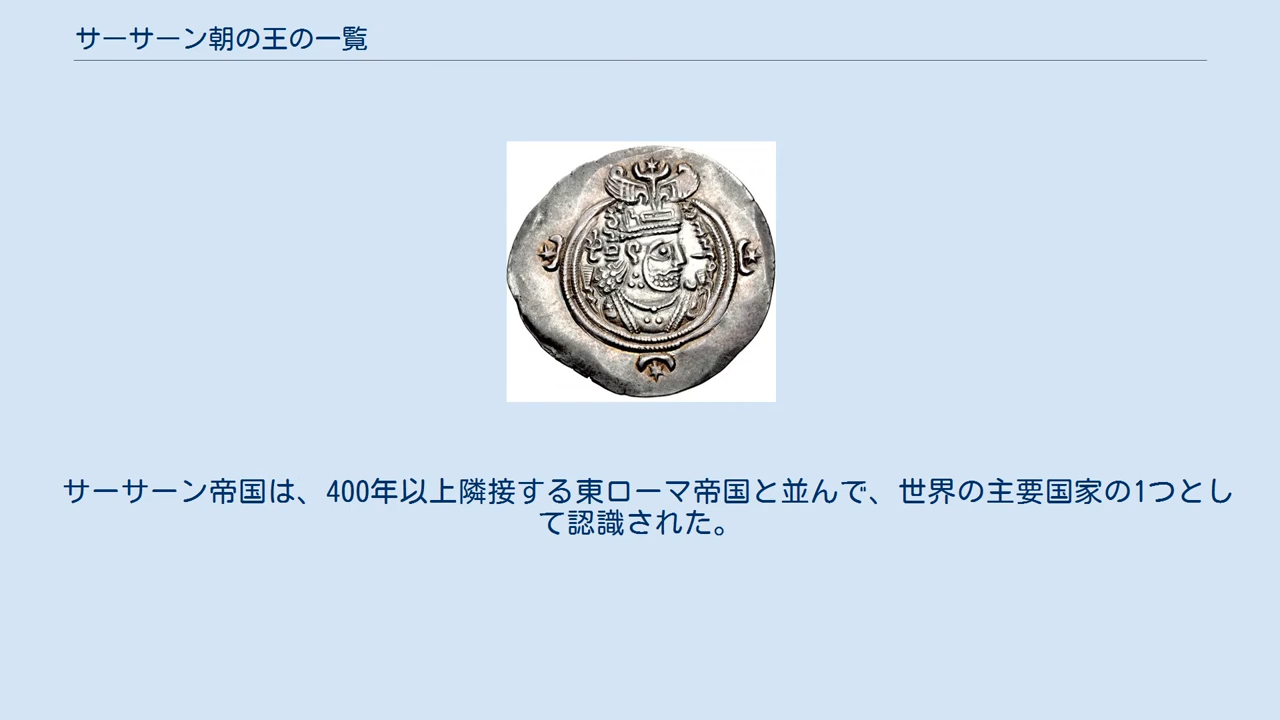 サーサーン朝の王の一覧
サーサーン帝国は、400年以上隣接する東ローマ帝国と並んで、世界の主要国家の1つとし
て認識された。